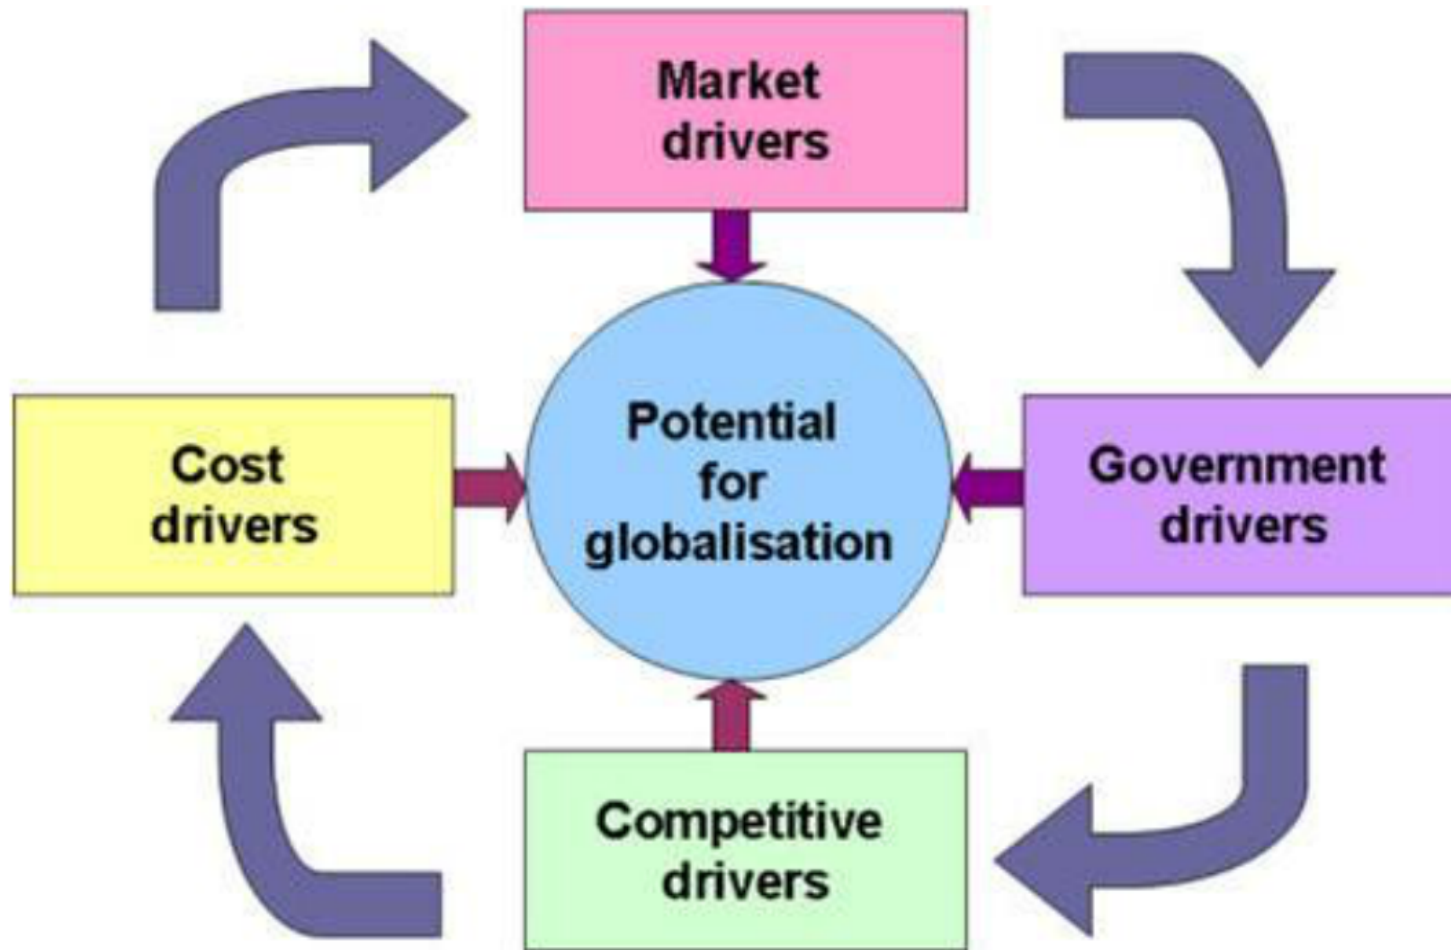 Market
drivers
Cost
drivers
Potential
for
globalisation
Government
drivers
Competitive
drivers